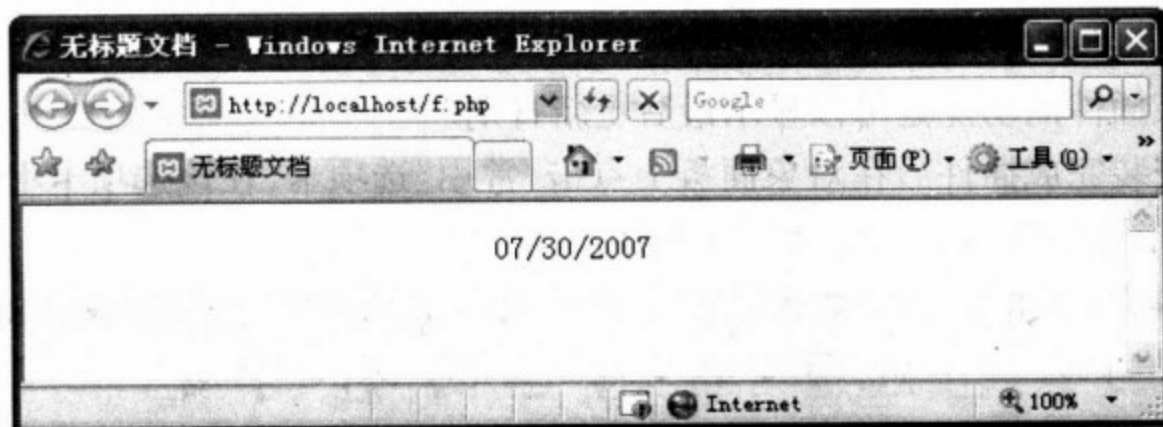 无标题文档 - Windows Internet Explorer
http://localhost/f.php
Google
无标题文档
页面(P)
工具(O)
»
07/30/2007
Internet
100%